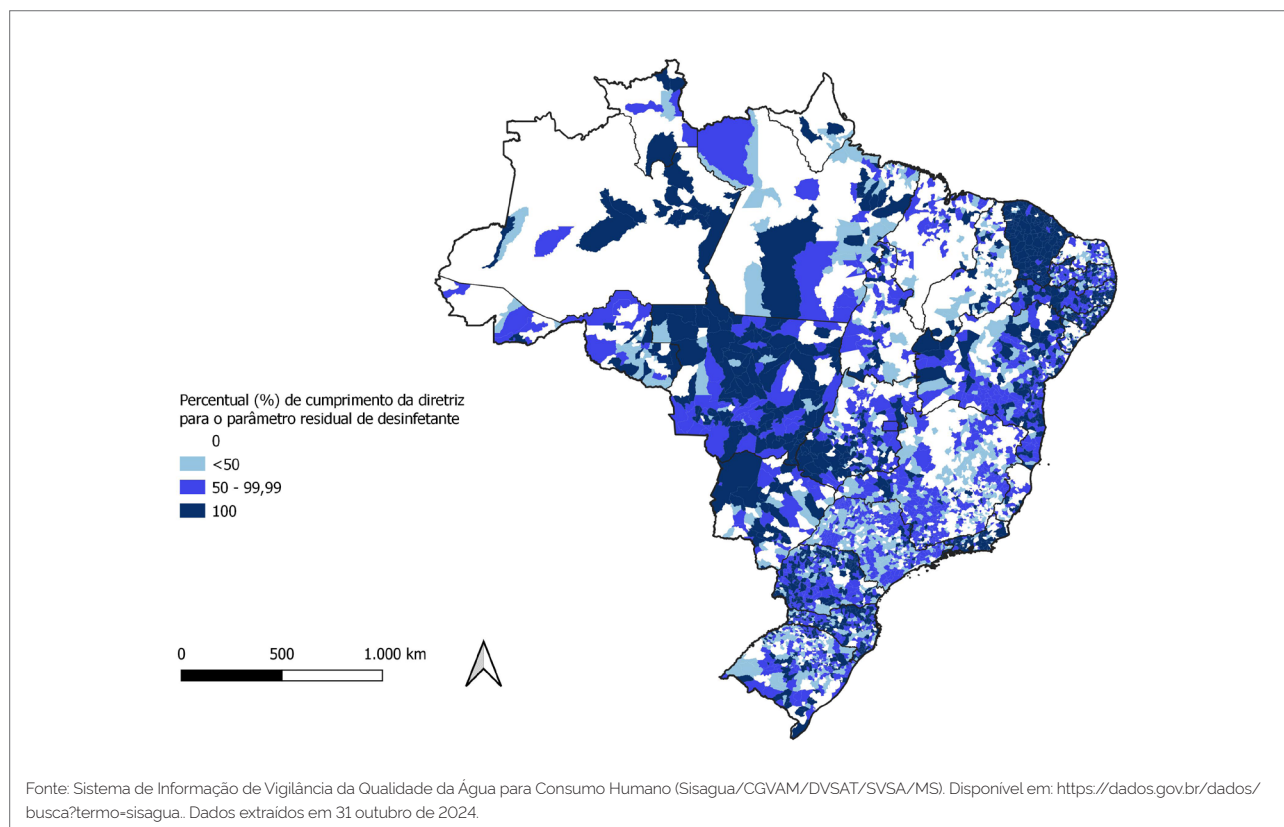 Percentual (%) de cumprimento da diretriz
para o parâmetro residual de desinfetante
0
<50
50 - 99,99
100
0 500 1.000 km
Fonte: Sistema de Informação de Vigilância da Qualidade da Água para Consumo Humano (Sisagua/CGVAM/DVSAT/SVSA/MS). Disponível em: https://dados.gov.br/dados/
busca?termo=sisagua.. Dados extraídos em 31 outubro de 2024.